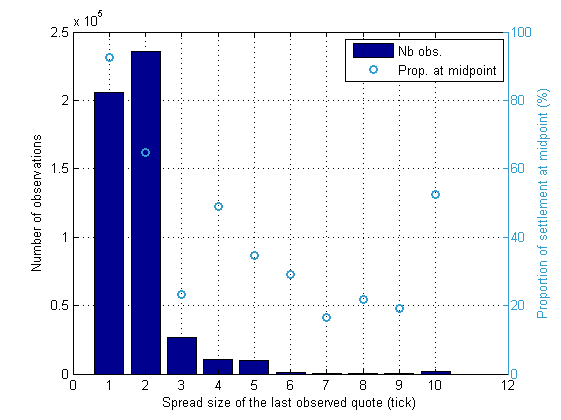 x 10^5
2.5
2
1.5
1
0.5
0
Number of observations
100
80
60
40
20
0
Proportion of settlement at midpoint (%)
Nb obs.
Prop. at midpoint
0 1 2 3 4 5 6 7 8 9 10 12
Spread size of the last observed quote (tick)